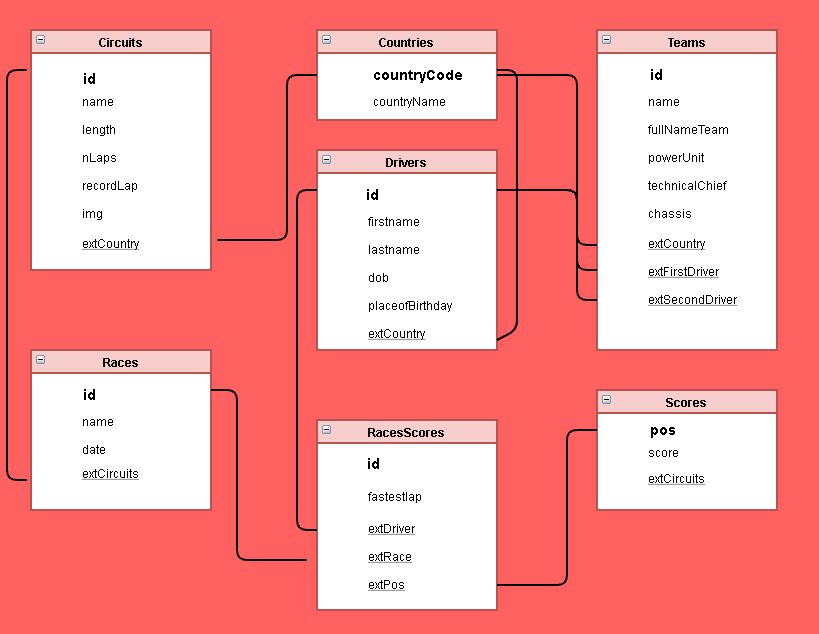 Circuits
id
name
length
nLaps
recordLap
img
extCountry
Countries
countryCode
countryName
Teams
id
name
fullNameTeam
powerUnit
technicalChief
chassis
extCountry
extFirstDriver
extSecondDriver
Drivers
id
firstname
lastname
dob
placeofBirthday
extCountry
Races
id
name
date
extCircuits
RacesScores
id
fastestlap
extDriver
extRace
extPos
Scores
pos
score
extCircuits